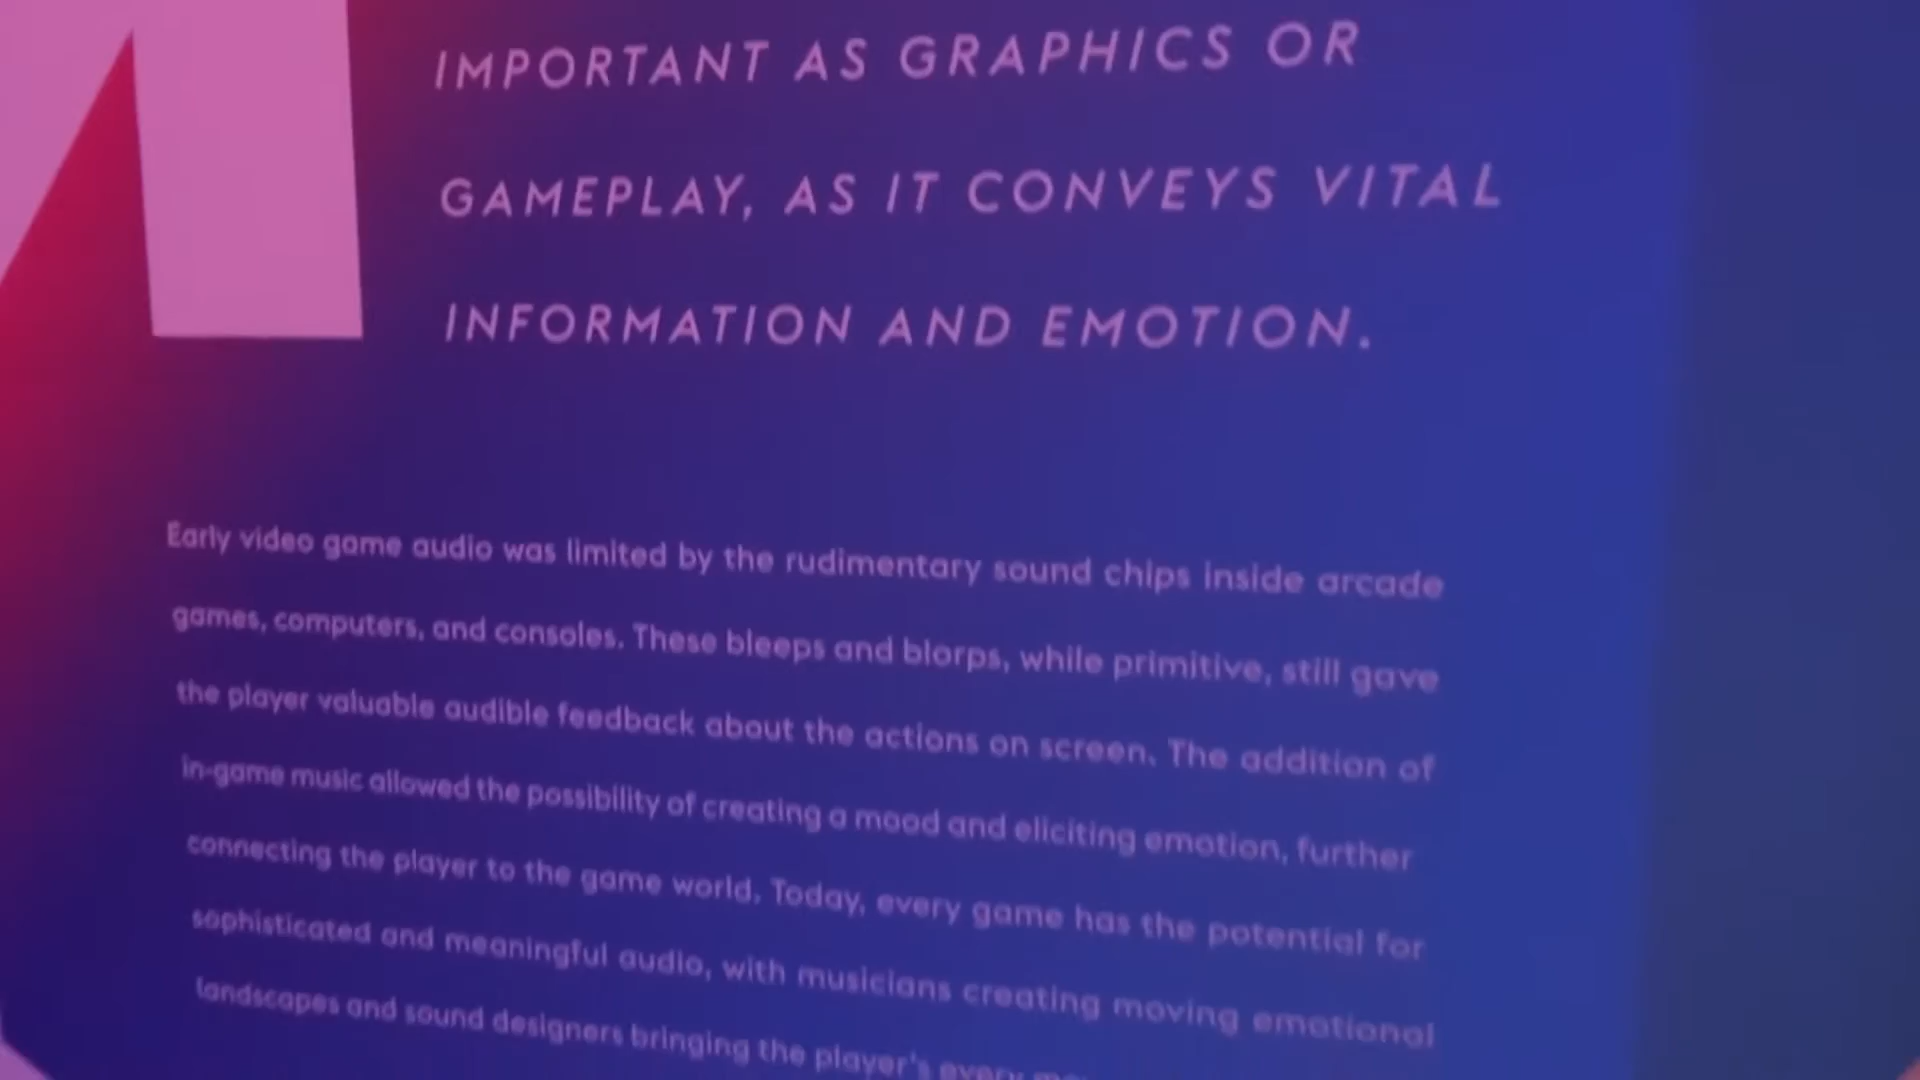 IMPORTANT AS GRAPHICS OR
GAMEPLAY, AS IT CONVEYS VITAL
INFORMATION AND EMOTION.
Early video game audio was limited by the rudimentary sound chips inside arcade
games, computers, and consoles. These bleeps and blorps, while primitive, still gave
the player valuable audible feedback about the actions on screen. The addition of
in-game music allowed the possibility of creating a mood and eliciting emotion, further
connecting the player to the game world. Today, every game has the potential for
sophisticated and meaningful audio, with musicians creating moving emotional
landscapes and sound designers bringing the player's every